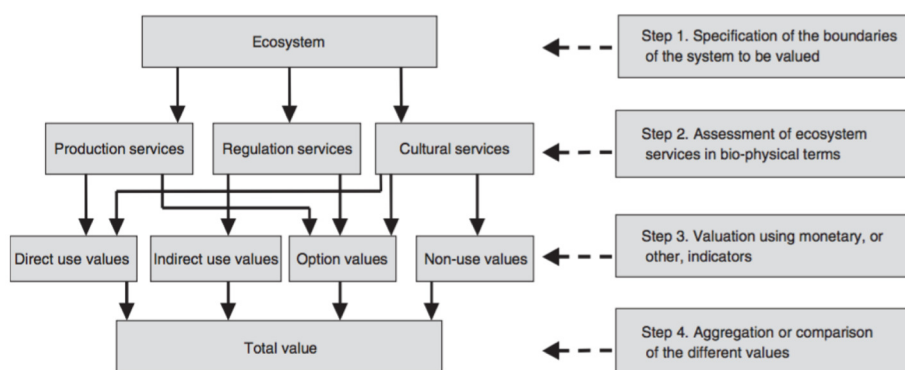 Ecosystem
Step 1. Specification of the boundaries
of the system to be valued
Production services
Regulation services
Cultural services
Step 2. Assessment of ecosystem
services in bio-physical terms
Direct use values
Indirect use values
Option values
Non-use values
Step 3. Valuation using monetary, or
other, indicators
Total value
Step 4. Aggregation or comparison
of the different values